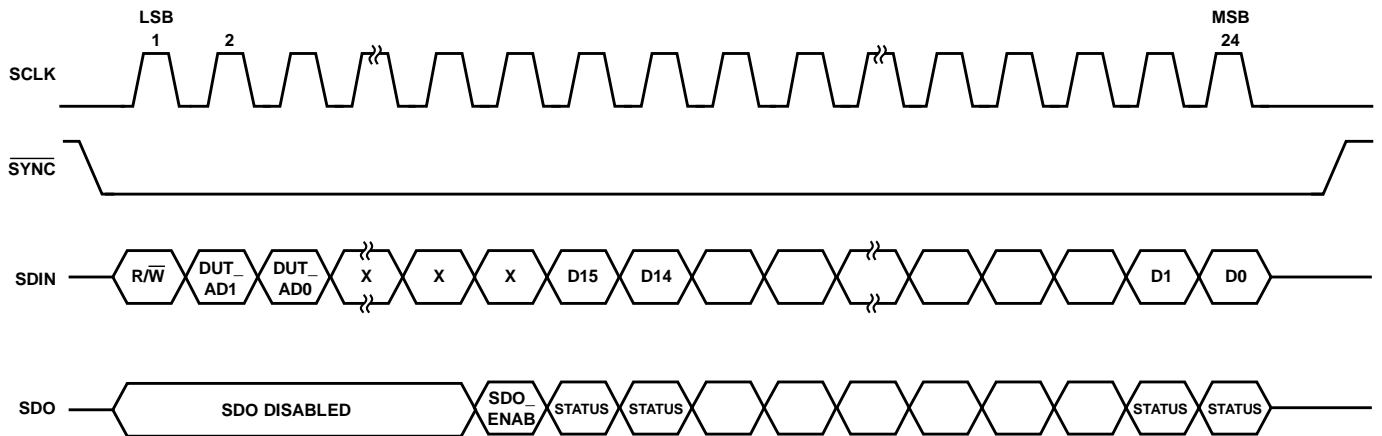 LSB
MSB
1
2
24
SCLK
SYNC
SDIN
R/W
DUT_
AD1
DUT_
AD0
X
X
X
D15
D14
D1
D0
SDO
SDO DISABLED
SDO_
ENAB
STATUS
STATUS
STATUS
STATUS